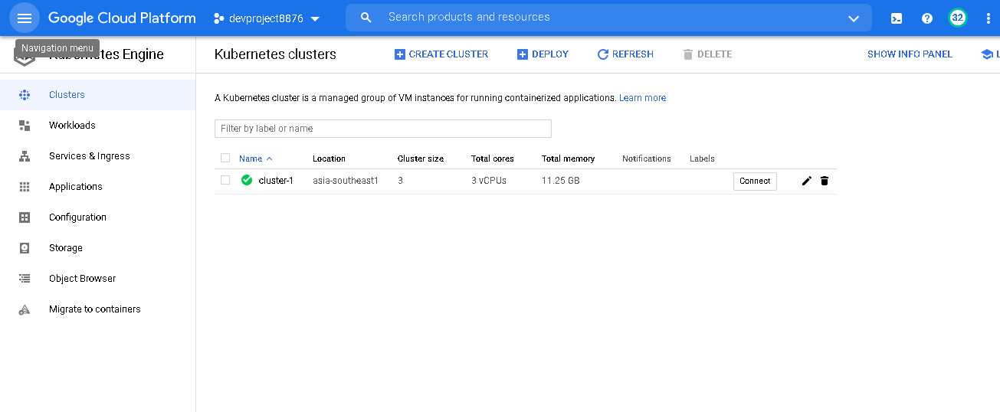 Google Cloud Platform devproject8876 Search products and resources 32
Navigation menu
Kubernetes Engine
Kubernetes clusters CREATE CLUSTER DEPLOY REFRESH DELETE SHOW INFO PANEL L
Clusters
Workloads
Services & Ingress
Applications
Configuration
Storage
Object Browser
Migrate to containers
A Kubernetes cluster is a managed group of VM instances for running containerized applications. Learn more
Filter by label or name
Name Location Cluster size Total cores Total memory Notifications Labels
cluster-1 asia-southeast1 3 3 vCPUs 11.25 GB Connect